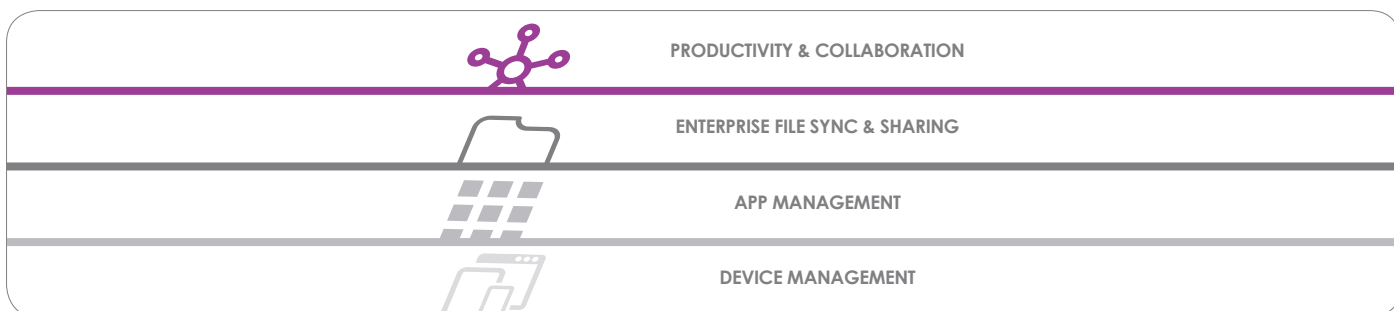 PRODUCTIVITY & COLLABORATION
ENTERPRISE FILE SYNC & SHARING
APP MANAGEMENT
DEVICE MANAGEMENT